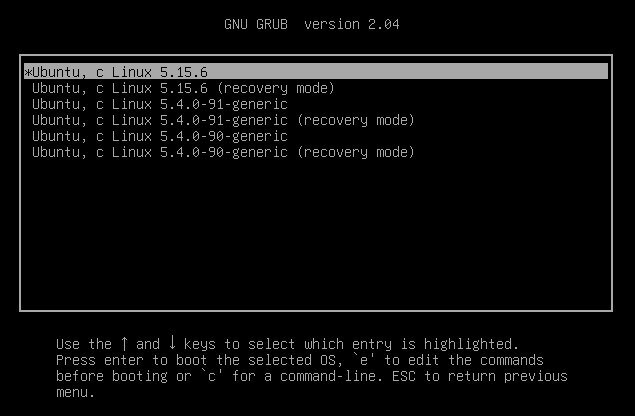 GNU GRUB  version 2.04
*Ubuntu, с Linux 5.15.6
Ubuntu, с Linux 5.15.6 (recovery mode)
Ubuntu, с Linux 5.4.0-91-generic
Ubuntu, с Linux 5.4.0-91-generic (recovery mode)
Ubuntu, с Linux 5.4.0-90-generic
Ubuntu, с Linux 5.4.0-90-generic (recovery mode)
Use the ↑ and ↓ keys to select which entry is highlighted.
Press enter to boot the selected OS, `e' to edit the commands
before booting or `c' for a command-line. ESC to return previous
menu.